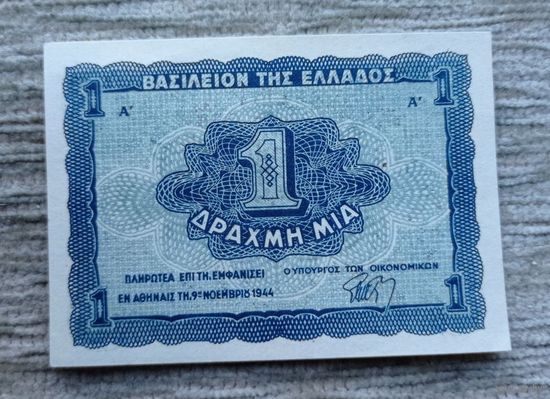 ΒΑΣΙΛΕΙΟΝ ΤΗΣ ΕΛΛΑΔΟΣ
1 1
Α' Α'
1
ΔΡΑΧΜΗ ΜΙΑ
ΠΛΗΡΩΤΕΑ ΕΠΙ ΤΗ, ΕΜΦΑΝΙΣΕΙ Ο ΥΠΟΥΡΓΟΣ ΤΩΝ ΟΙΚΟΝΟΜΙΚΩΝ
ΕΝ ΑΘΗΝΑΙΣ ΤΗ, 9η ΝΟΕΜΒΡΙΟΥ 1944
1 1